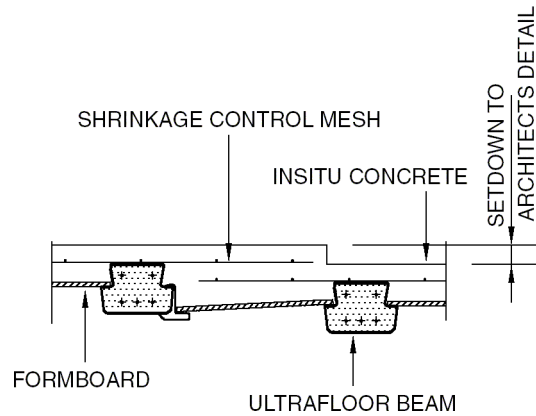 SHRINKAGE CONTROL MESH
INSITU CONCRETE
SETDOWN TO
ARCHITECTS DETAIL
FORMBOARD
ULTRAFLOOR BEAM